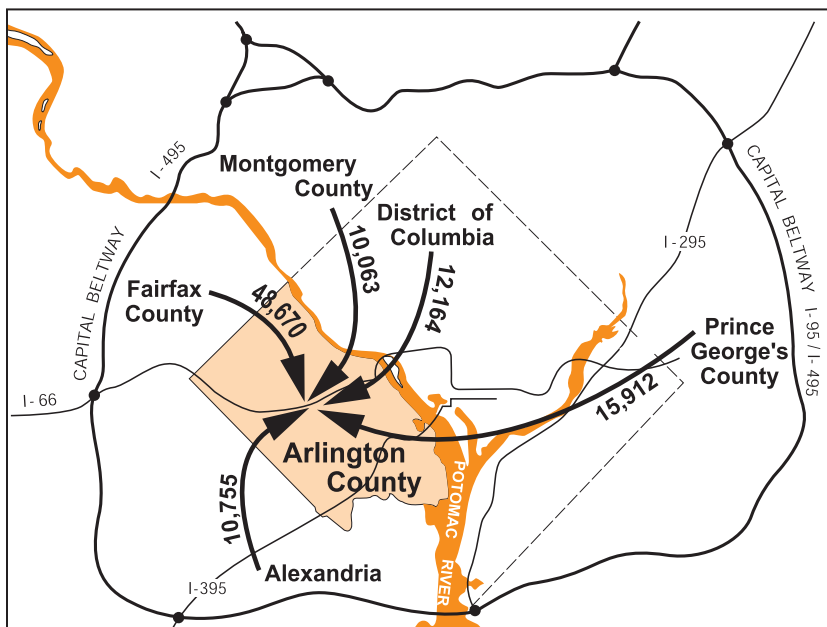 I-495
Montgomery
County
District of
Columbia
10,063
12,164
CAPITAL BELTWAY
I-95 / I-495
I-295
CAPITAL BELTWAY
Fairfax
County
48,670
Prince
George's
County
15,912
I-66
Arlington
County
10,755
POTOMAC
RIVER
Alexandria
I-395